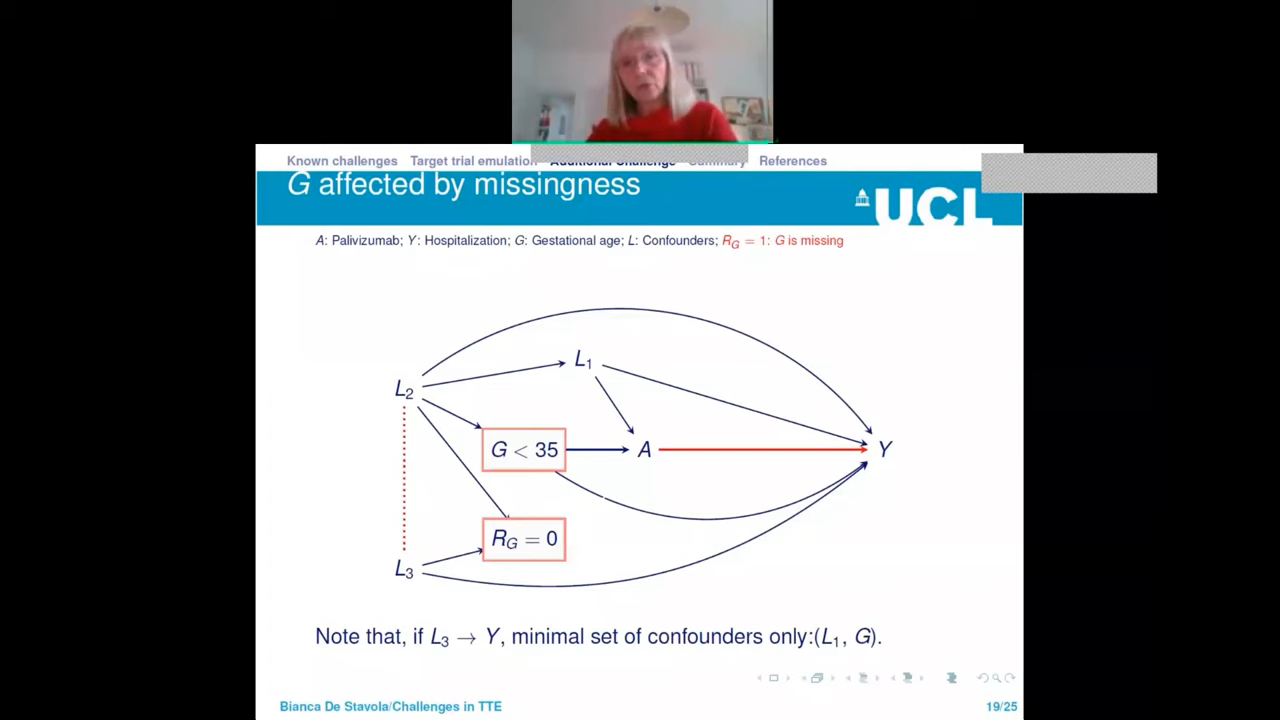 Known challenges Target trial emulation Additional Challenge Summary References
G affected by missingness
UCL
A: Palivizumab; Y: Hospitalization; G: Gestational age; L: Confounders; R_G = 1: G is missing
L₂
L₁
G < 35
A
Y
R_G = 0
L₃
Note that, if L₃ → Y, minimal set of confounders only:(L₁, G).
Bianca De Stavola/Challenges in TTE
19/25